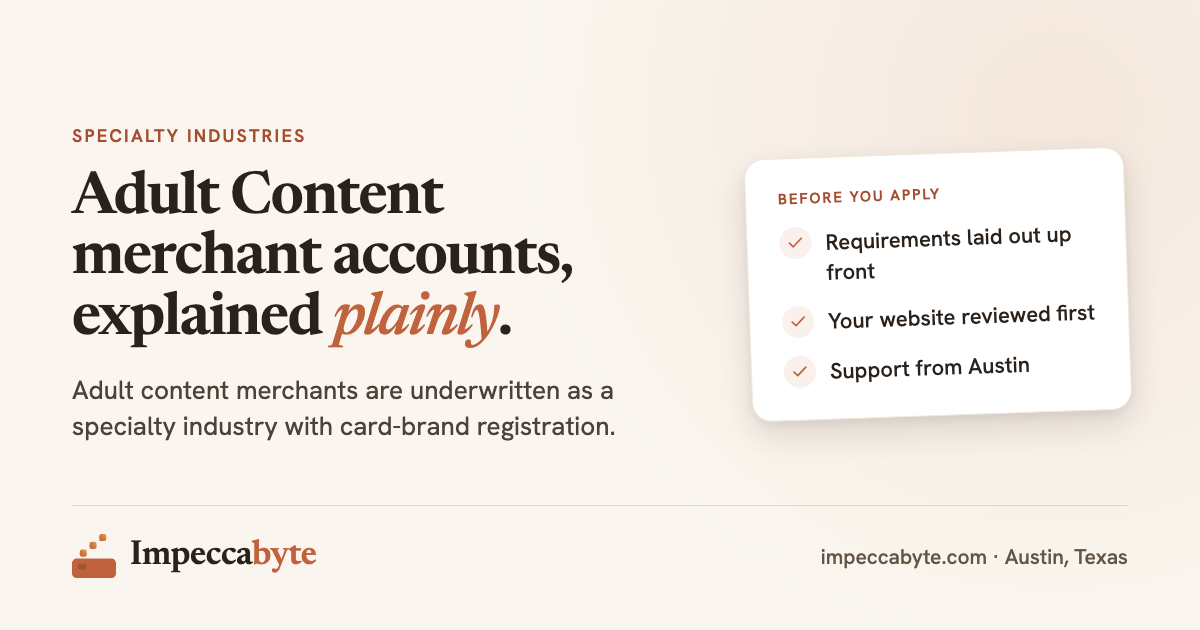 SPECIALTY INDUSTRIES
Adult Content
merchant accounts,
explained plainly.
Adult content merchants are underwritten as a
specialty industry with card-brand registration.
BEFORE YOU APPLY
Requirements laid out up
front
Your website reviewed first
Support from Austin
Impeccabyte
impeccabyte.com · Austin, Texas